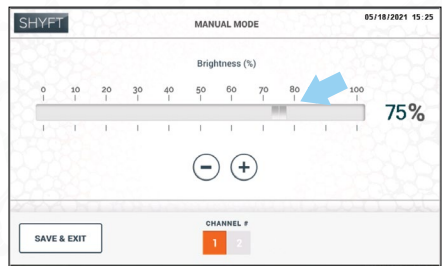 SHYFT
MANUAL MODE
05/18/2021 15:25
Brightness (%)
0 10 20 30 40 50 60 70 80 100
75%
- +
SAVE & EXIT
CHANNEL #
1 2